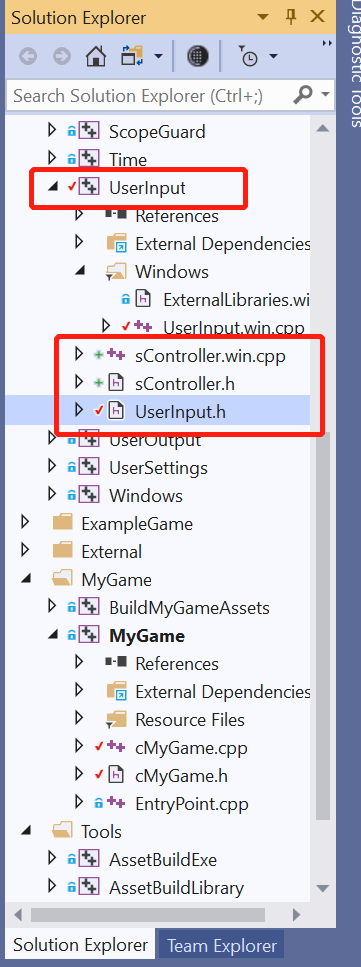 Solution Explorer
Diagnostic Tools
Search Solution Explorer (Ctrl+;)
ScopeGuard
Time
UserInput
References
External Dependencies
Windows
ExternalLibraries.wi
UserInput.win.cpp
sController.win.cpp
sController.h
UserInput.h
UserOutput
UserSettings
Windows
ExampleGame
External
MyGame
BuildMyGameAssets
MyGame
References
External Dependencies
Resource Files
cMyGame.cpp
cMyGame.h
EntryPoint.cpp
Tools
AssetBuildExe
AssetBuildLibrary
Solution Explorer
Team Explorer